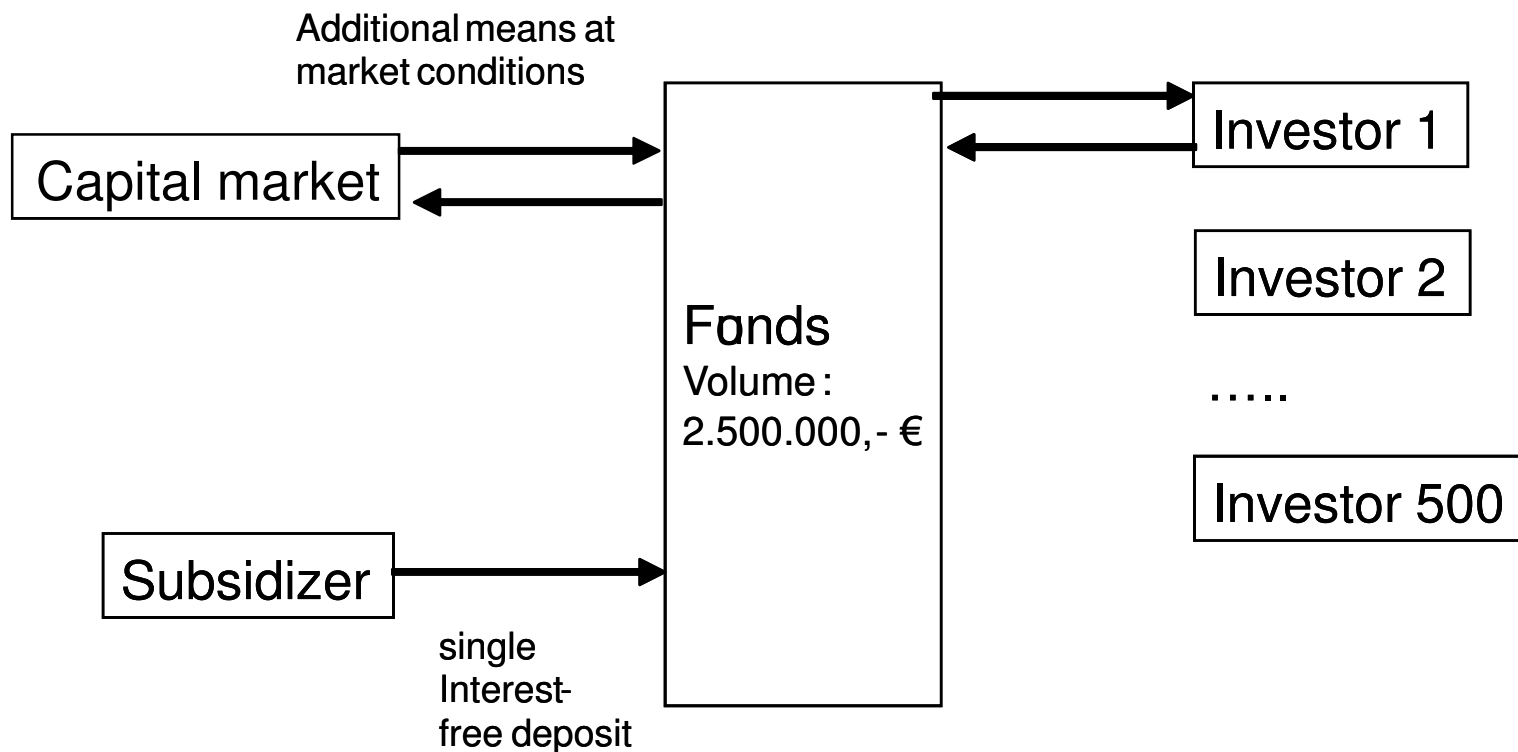 Additional means at
market conditions
Capital market
Investor 1
Investor 2
Volume :
2.500.000,- €
.....
Investor 500
Subsidizer
single
Interest-
free deposit